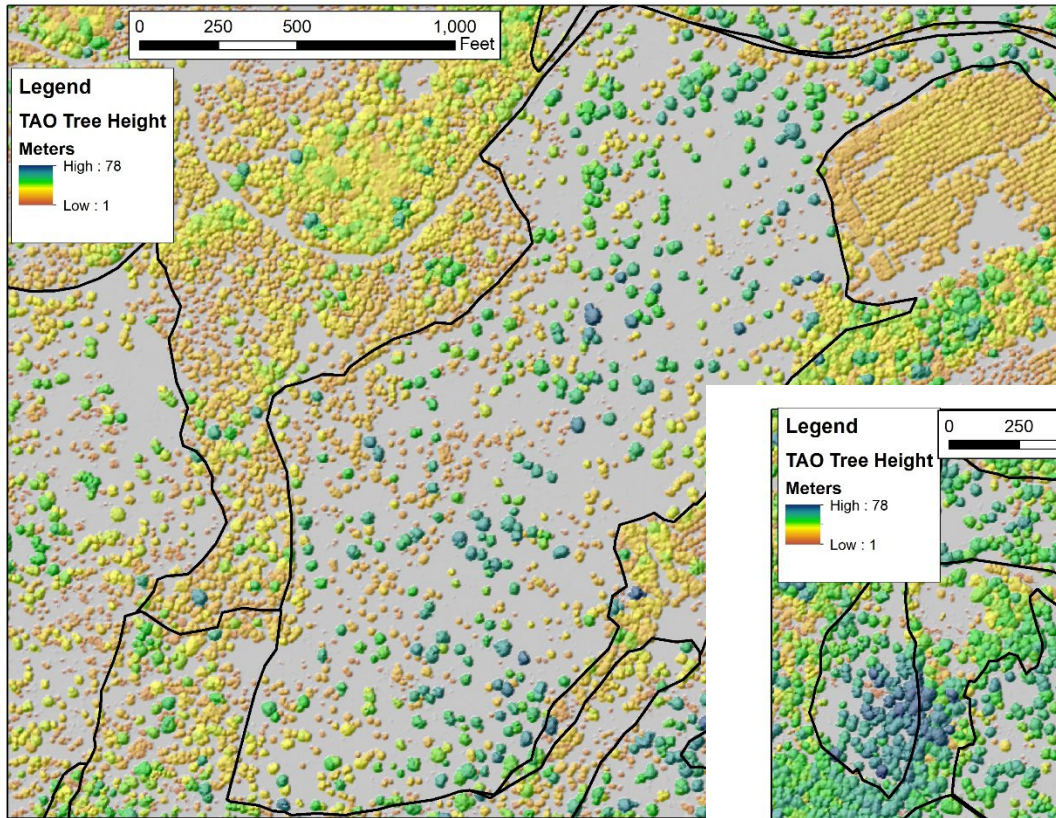 0 250 500 1,000
Feet
Legend
TAO Tree Height
Meters
High : 78
Low : 1
Legend
TAO Tree Height
Meters
High : 78
Low : 1
0 250